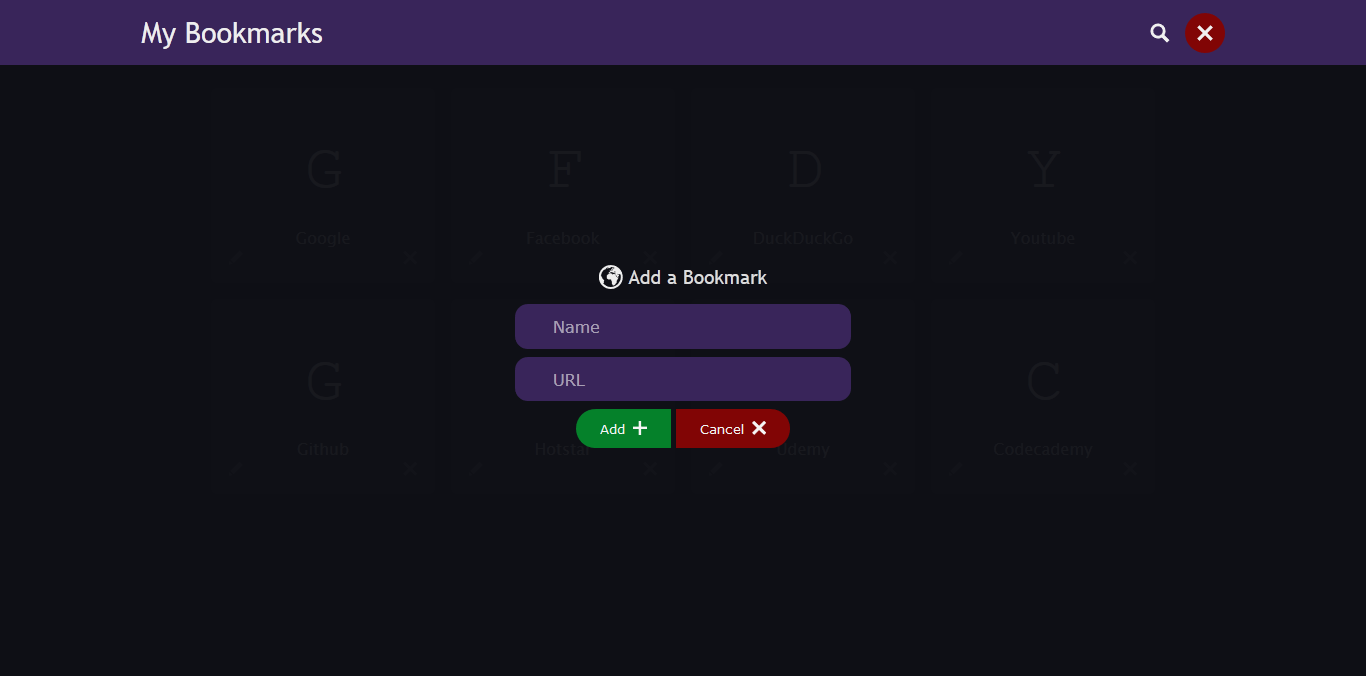 My Bookmarks
G F D Y
Google Facebook DuckDuckGo Youtube
Add a Bookmark
Name
URL
G C
Add Cancel
Github Hotstar Udemy Codecademy